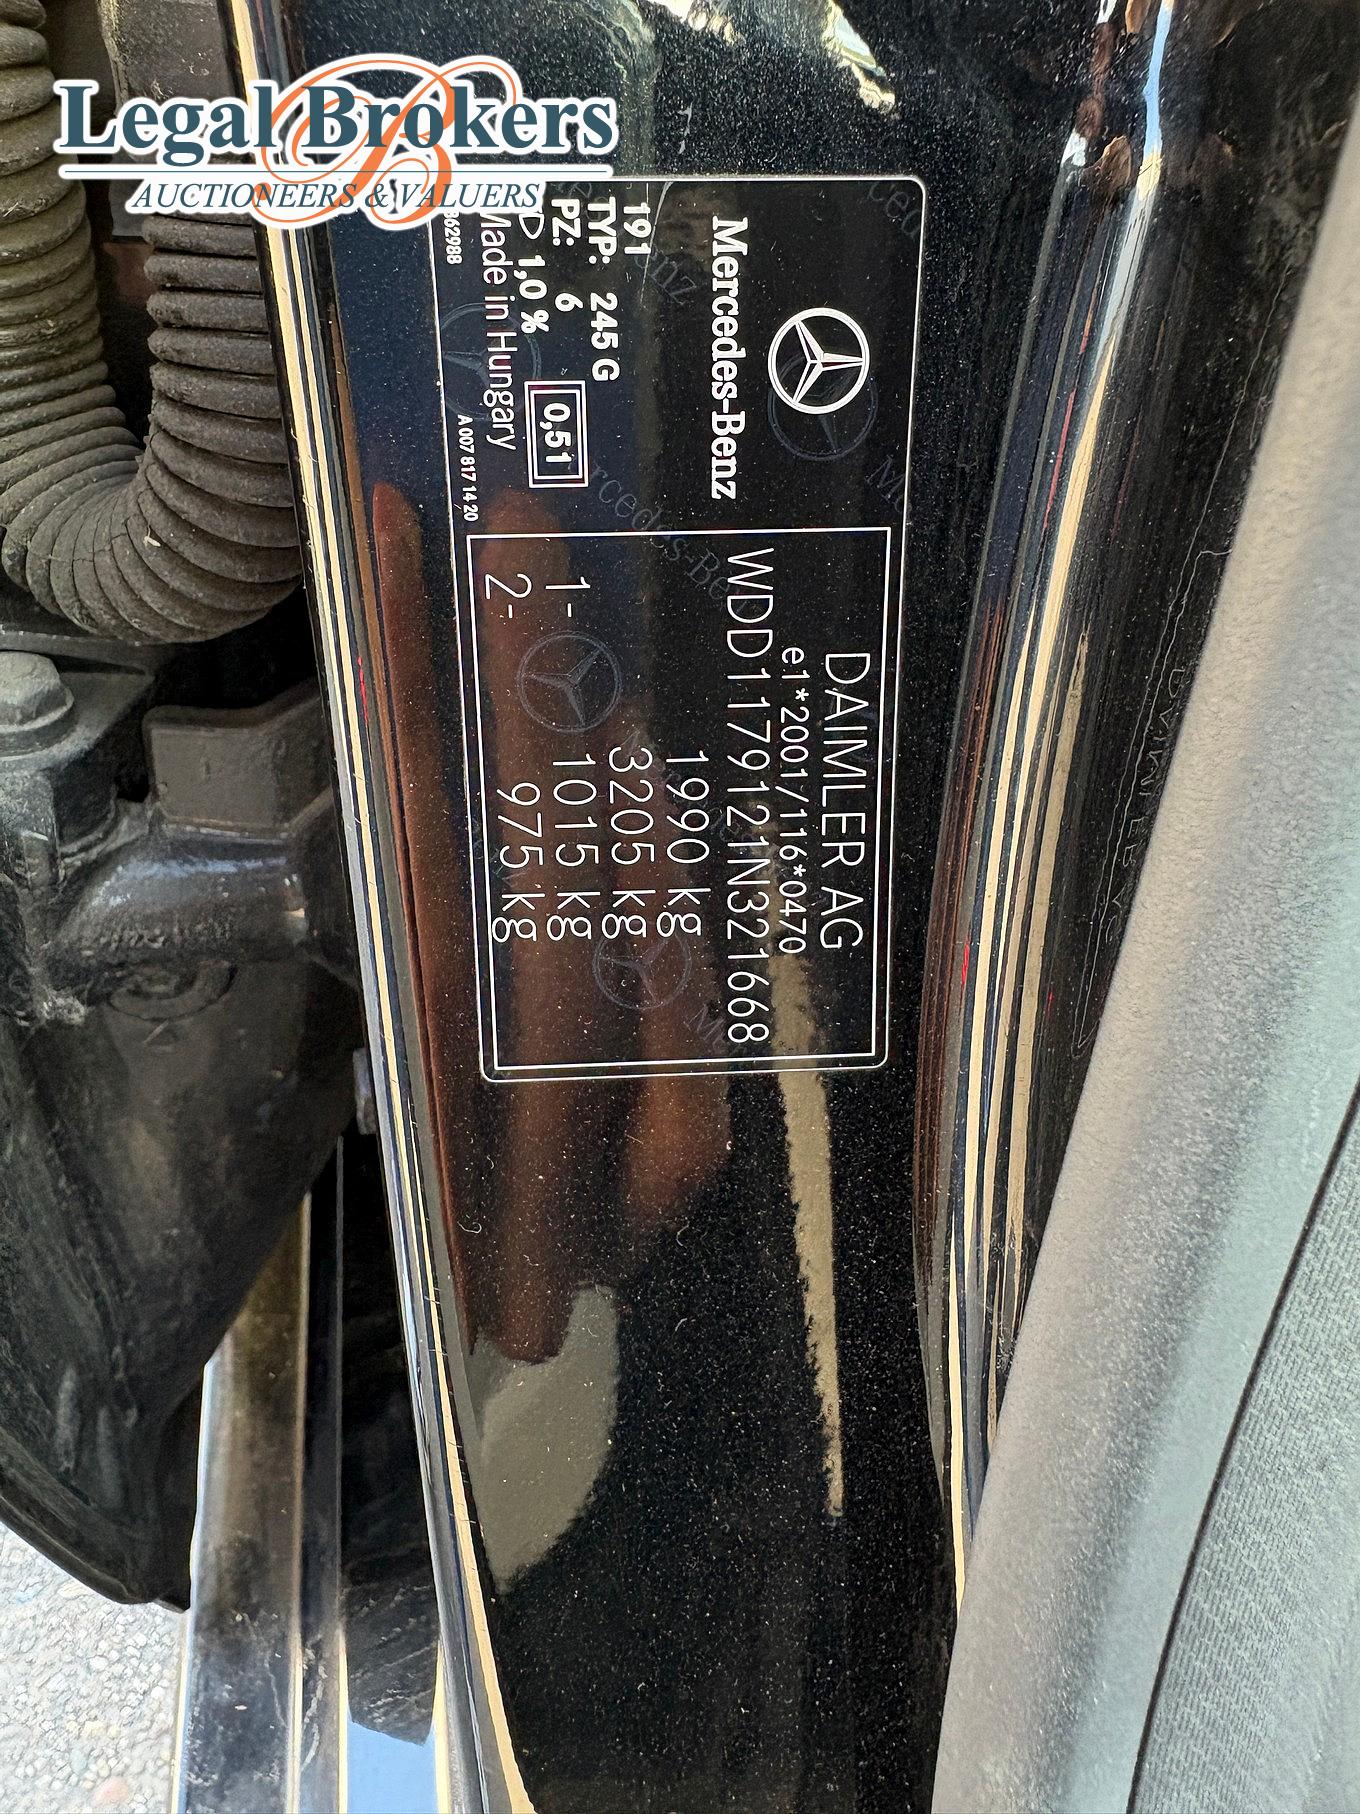 Legal Brokers
AUCTIONEERS & VALUERS
Mercedes-Benz
191
TYP: 245 G
PZ: 6
D 1,0 %
0,51
Made in Hungary
A 007 817 14 20
DAIMLER AG
e1*2001/116*0470
WDD1179121N321668
1990 kg
3205 kg
1- 1015 kg
2- 975 kg